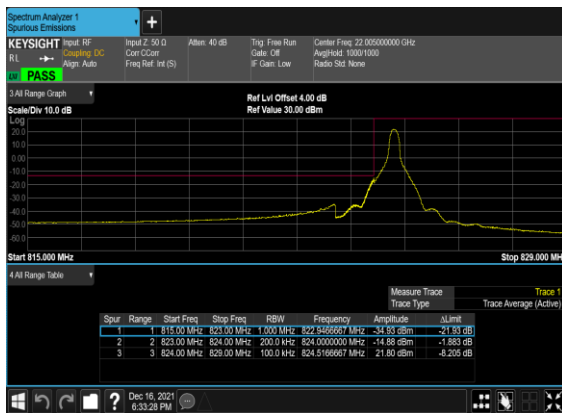 Spectrum Analyzer 1
Spurious Emissions
KEYSIGHT Input: RF Input Z: 50 Ω Atten: 40 dB Trig: Free Run Center Freq: 22.005000000 GHz
RL Coupling: DC Corr CCorr Gate: Off Avg|Hold: 1000/1000
Align: Auto Freq Ref: Int (S) IF Gain: Low Radio Std: None
PASS
3 All Range Graph
Ref Lvl Offset 4.00 dB
Scale/Div 10.0 dB Ref Value 30.00 dBm
Log
20.0
10.0
0.00
-10.0
-20.0
-30.0
-40.0
-50.0
-60.0
Start 815.000 MHz Stop 829.000 MH
4 All Range Table
Measure Trace Trace 1
Trace Type Trace Average (Active)
Spur Range Start Freq Stop Freq RBW Frequency Amplitude ΔLimit
1 1 815.00 MHz 823.00 MHz 1.000 MHz 822.9466667 MHz -34.93 dBm -21.93 dB
2 2 823.00 MHz 824.00 MHz 200.0 kHz 824.0000000 MHz -14.88 dBm -1.883 dB
3 3 824.00 MHz 829.00 MHz 100.0 kHz 824.5166667 MHz 21.80 dBm -8.205 dB
? Dec 16, 2021
6:33:28 PM